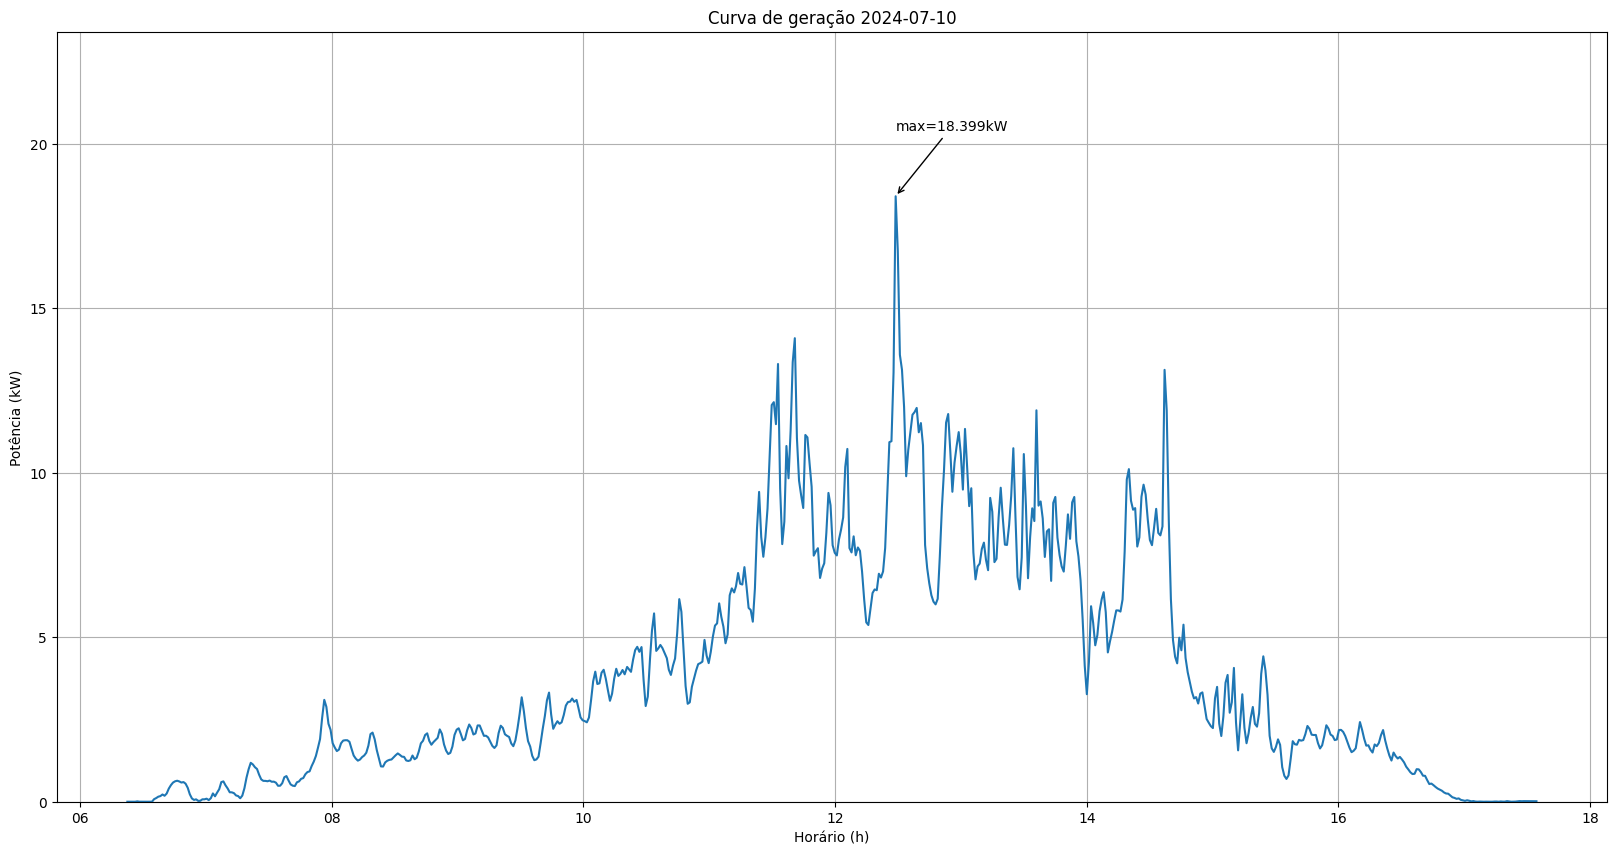 Curva de geração 2024-07-10
max=18.399kW
Potência (kW)
20
15
10
5
0
06 08 10 12 14 16 18
Horário (h)